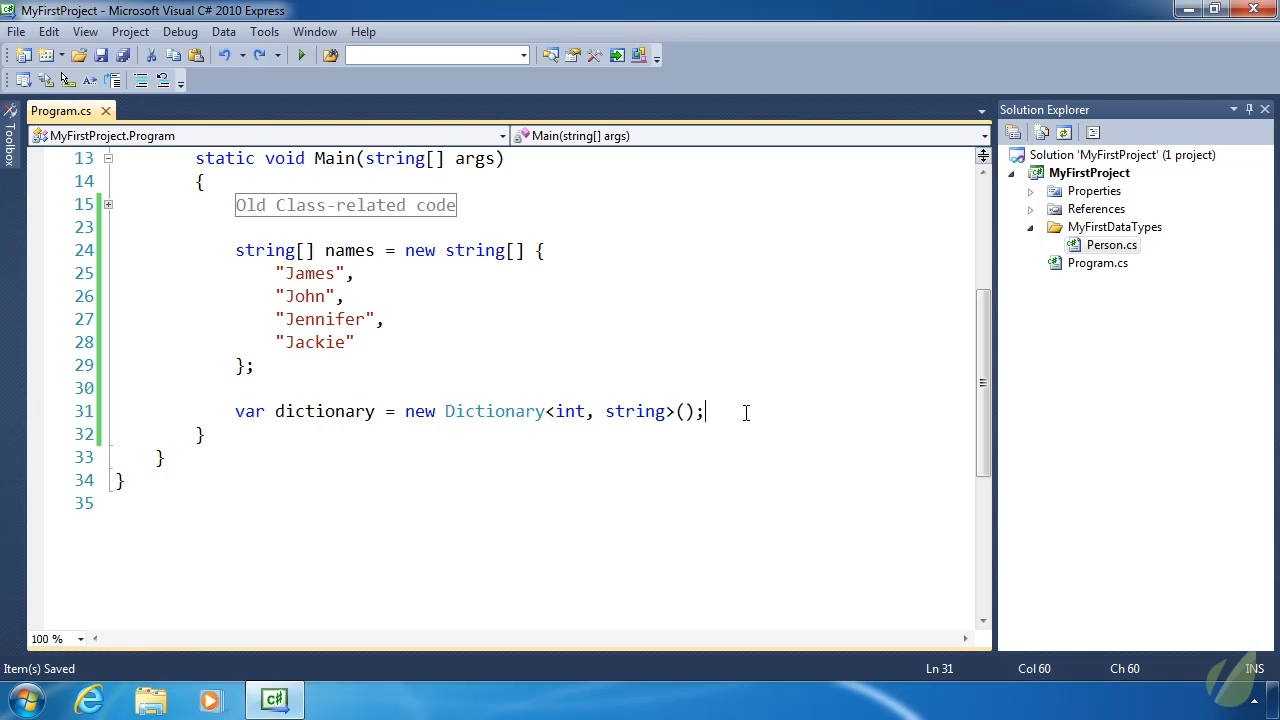 MyFirstProject - Microsoft Visual C# 2010 Express
File Edit View Project Debug Data Tools Window Help
Program.cs
MyFirstProject.Program
Main(string[] args)
Toolbox
13 static void Main(string[] args)
14 {
15 Old Class-related code
23
24 string[] names = new string[] {
25 "James",
26 "John",
27 "Jennifer",
28 "Jackie"
29 };
30
31 var dictionary = new Dictionary<int, string>();
32 }
33 }
34 }
35
100 %
Solution Explorer
Solution 'MyFirstProject' (1 project)
MyFirstProject
Properties
References
MyFirstDataTypes
Person.cs
Program.cs
Item(s) Saved
Ln 31 Col 60 Ch 60 INS
C#